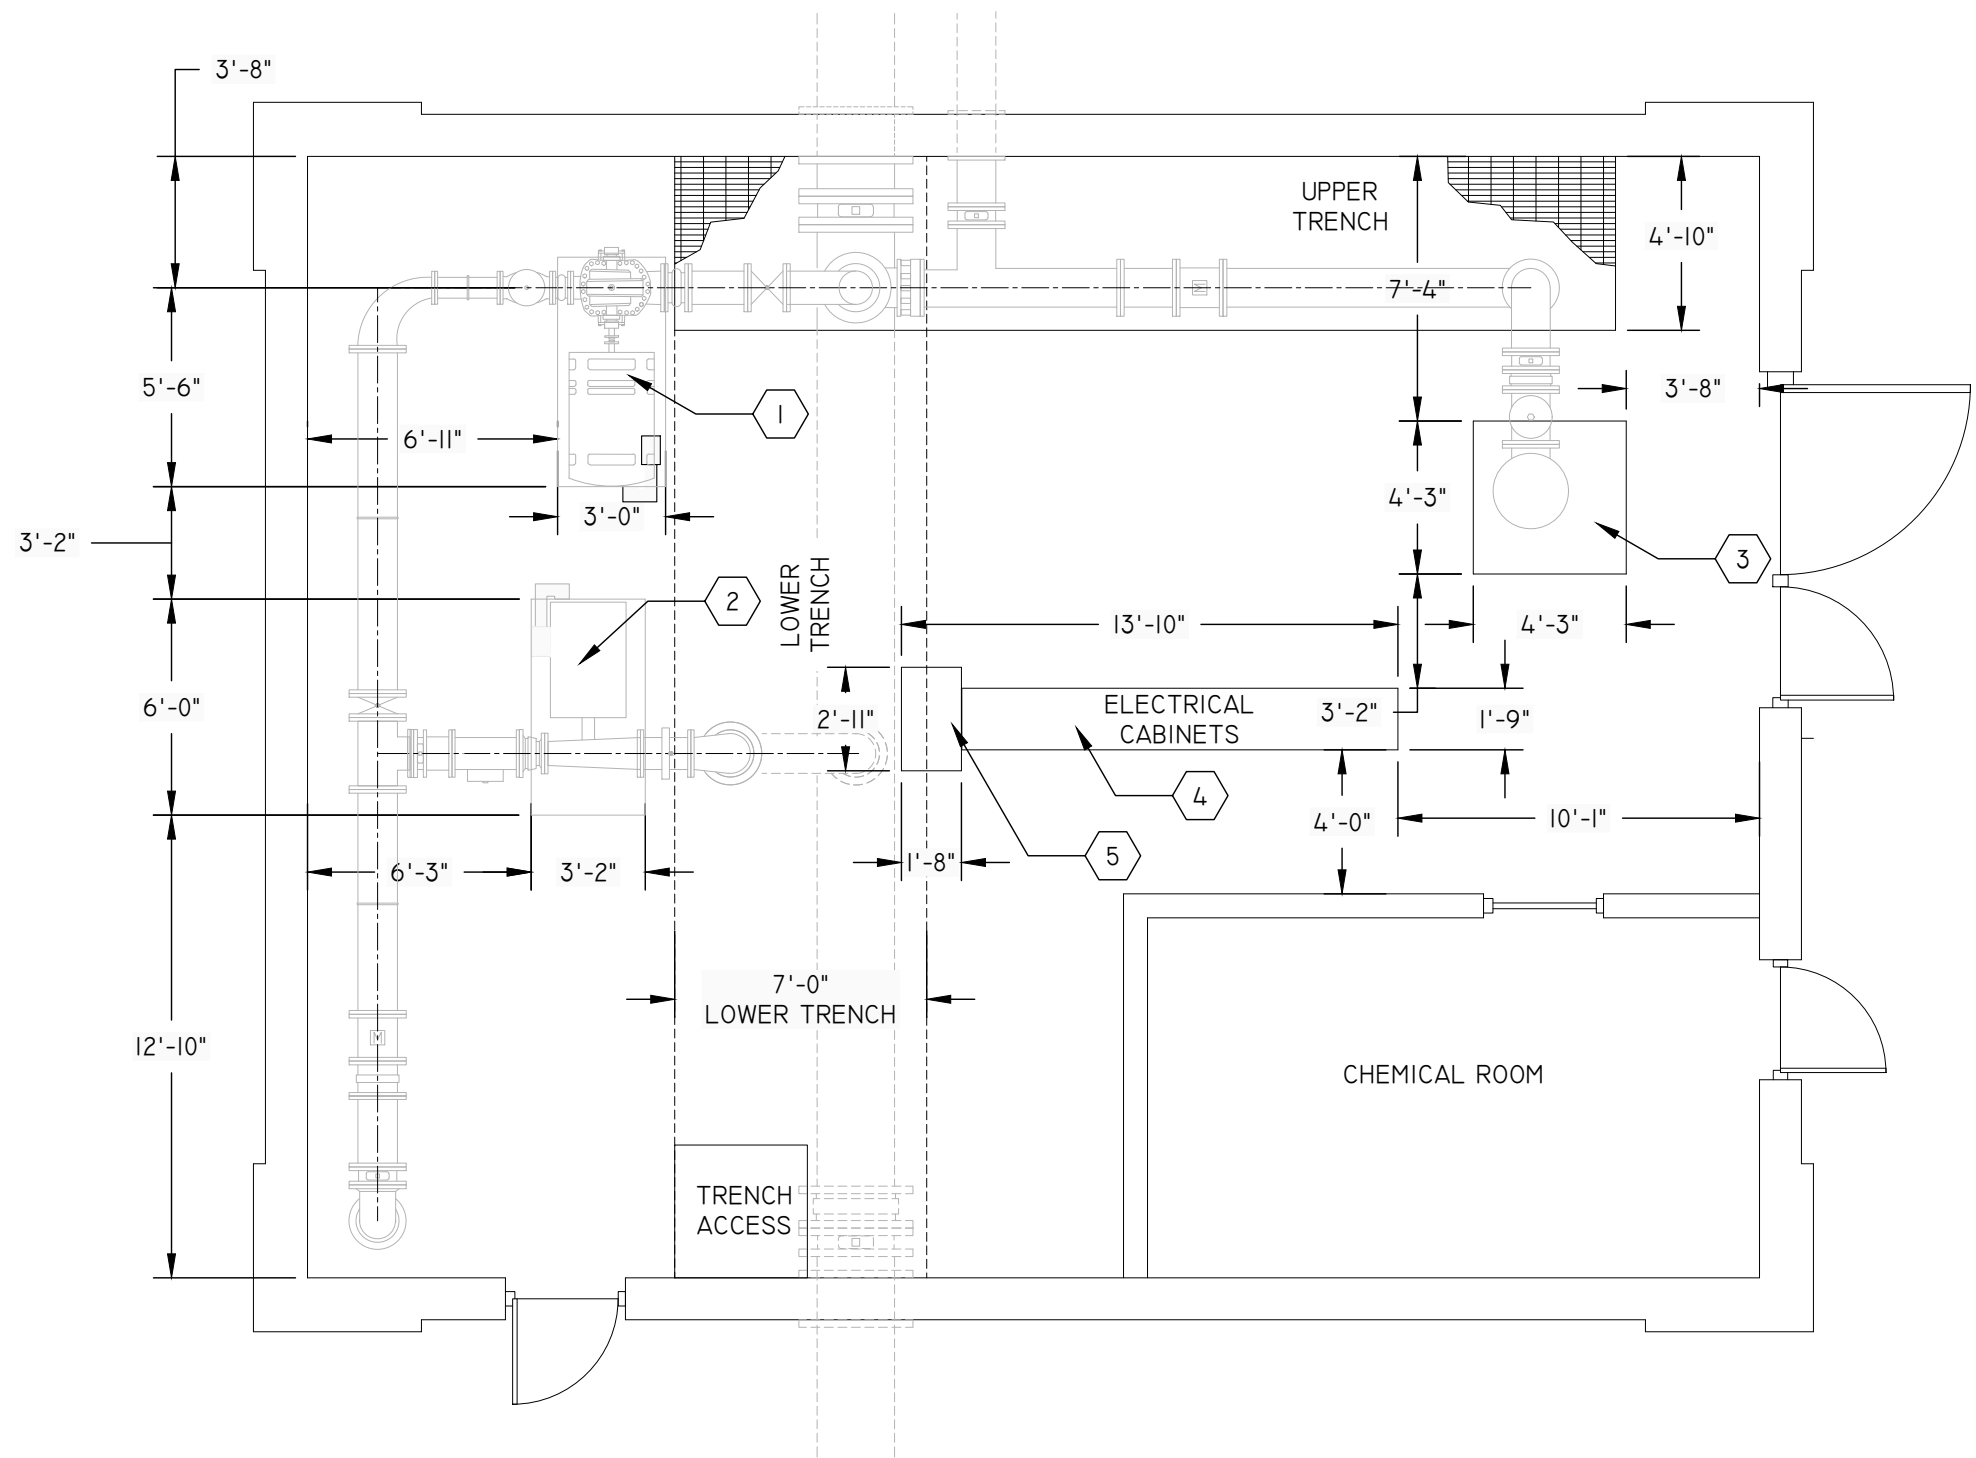 3'-8"
UPPER
TRENCH
4'-10"
7'-4"
M
5'-6"
3'-8"
1
6'-11"
4'-3"
3'-0"
3'-2"
3
LOWER
TRENCH
2
13'-10"
4'-3"
6'-0"
2'-11"
ELECTRICAL
CABINETS
3'-2"
1'-9"
4
4'-0"
10'-1"
5
1'-8"
6'-3"
3'-2"
7'-0"
LOWER TRENCH
M
12'-10"
CHEMICAL ROOM
TRENCH
ACCESS